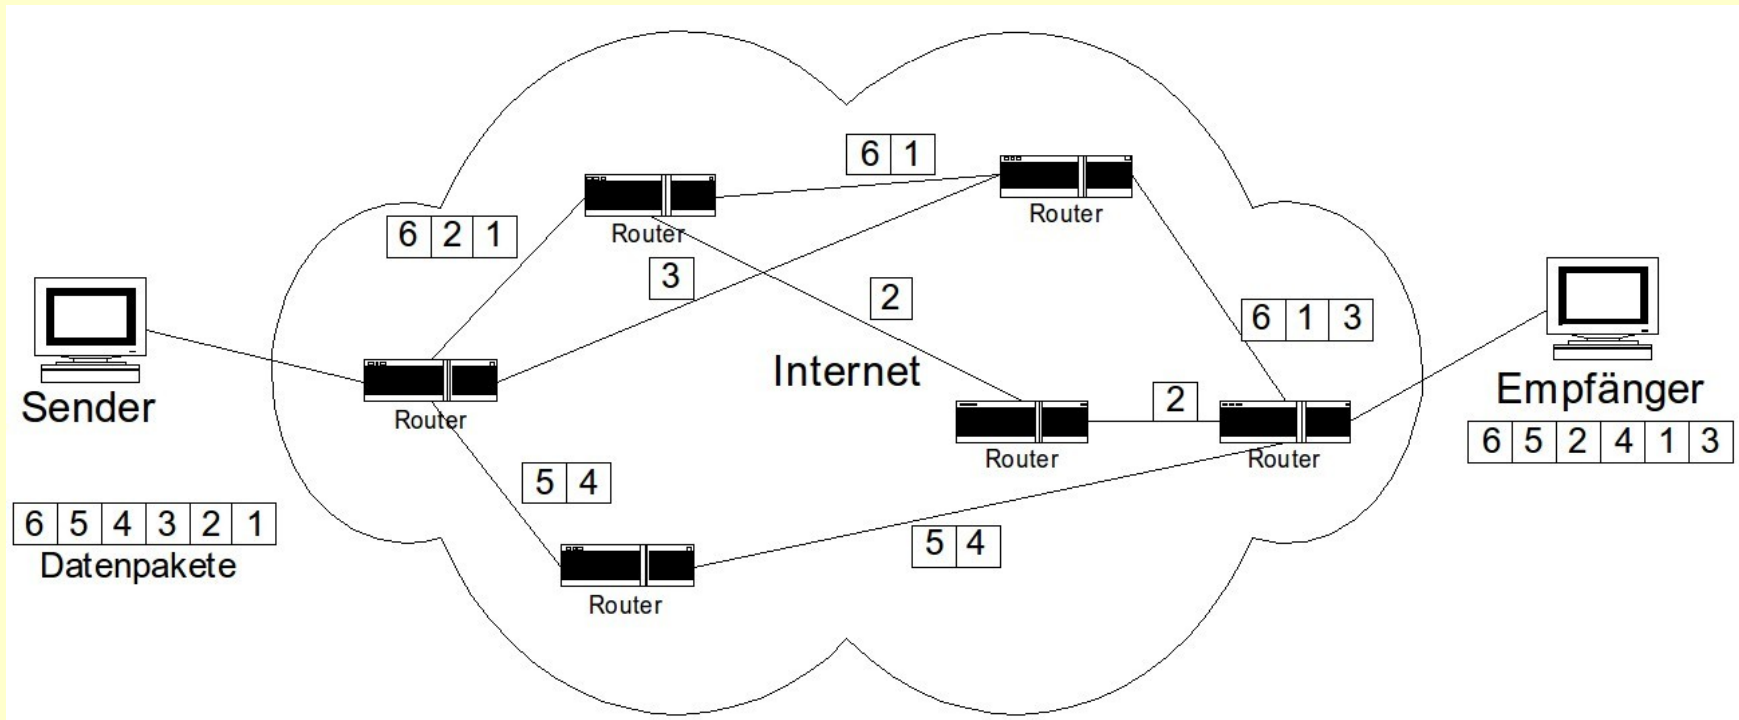 6 1
Router
Router
6 2 1
3
2
6 1 3
Internet
Sender
Router
2
Empfänger
6 5 2 4 1 3
Router
Router
5 4
6 5 4 3 2 1
Datenpakete
5 4
Router